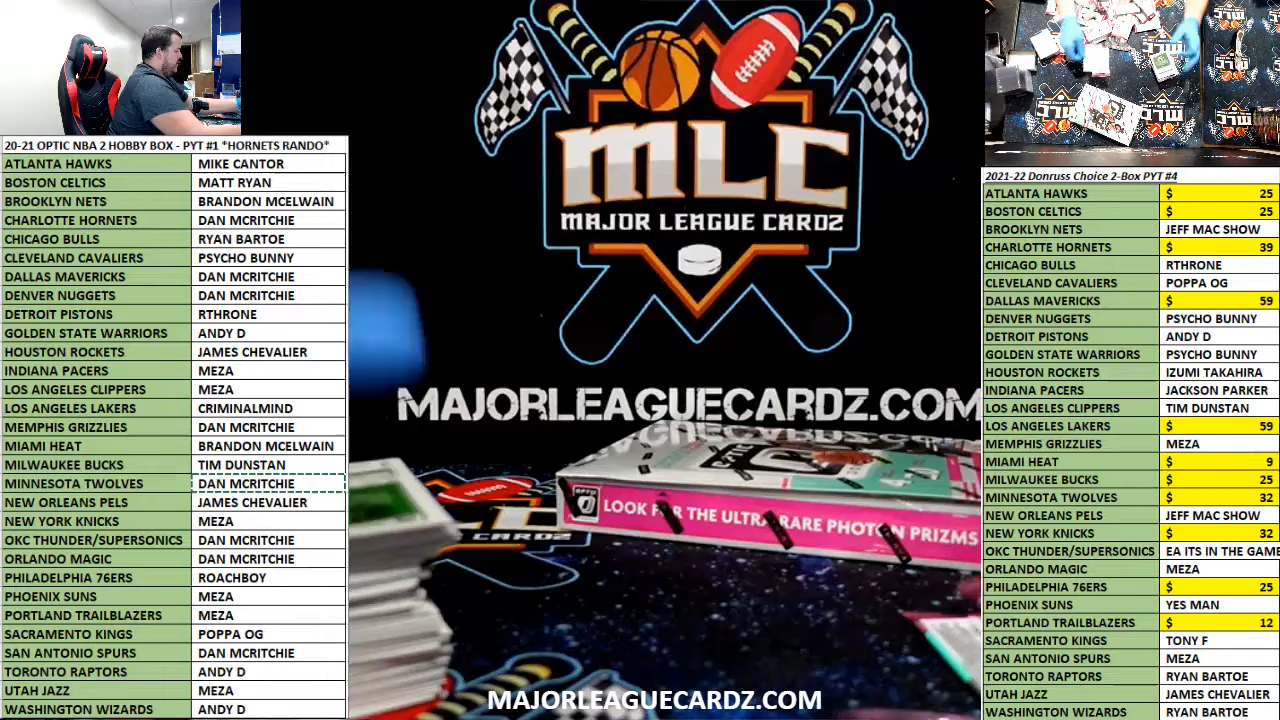 20-21 OPTIC NBA 2 HOBBY BOX - PYT #1 *HORNETS RANDO*
ATLANTA HAWKS MIKE CANTOR
BOSTON CELTICS MATT RYAN
BROOKLYN NETS BRANDON MCELWAIN
CHARLOTTE HORNETS DAN MCRITCHIE
CHICAGO BULLS RYAN BARTOE
CLEVELAND CAVALIERS PSYCHO BUNNY
DALLAS MAVERICKS DAN MCRITCHIE
DENVER NUGGETS DAN MCRITCHIE
DETROIT PISTONS RTHRONE
GOLDEN STATE WARRIORS ANDY D
HOUSTON ROCKETS JAMES CHEVALIER
INDIANA PACERS MEZA
LOS ANGELES CLIPPERS MEZA
LOS ANGELES LAKERS CRIMINALMIND
MEMPHIS GRIZZLIES DAN MCRITCHIE
MIAMI HEAT BRANDON MCELWAIN
MILWAUKEE BUCKS TIM DUNSTAN
MINNESOTA TWOLVES DAN MCRITCHIE
NEW ORLEANS PELS JAMES CHEVALIER
NEW YORK KNICKS MEZA
OKC THUNDER/SUPERSONICS DAN MCRITCHIE
ORLANDO MAGIC DAN MCRITCHIE
PHILADELPHIA 76ERS ROACHBOY
PHOENIX SUNS MEZA
PORTLAND TRAILBLAZERS MEZA
SACRAMENTO KINGS POPPA OG
SAN ANTONIO SPURS DAN MCRITCHIE
TORONTO RAPTORS ANDY D
UTAH JAZZ MEZA
WASHINGTON WIZARDS ANDY D
MLC
MAJOR LEAGUE CARDZ
MAJORLEAGUECARDZ.COM
LOOK FOR THE ULTRA-RARE PHOTON PRIZMS
MAJORLEAGUECARDZ.COM
2021-22 Donruss Choice 2-Box PYT #4
ATLANTA HAWKS $ 25
BOSTON CELTICS $ 25
BROOKLYN NETS JEFF MAC SHOW
CHARLOTTE HORNETS $ 39
CHICAGO BULLS RTHRONE
CLEVELAND CAVALIERS POPPA OG
DALLAS MAVERICKS $ 59
DENVER NUGGETS PSYCHO BUNNY
DETROIT PISTONS ANDY D
GOLDEN STATE WARRIORS PSYCHO BUNNY
HOUSTON ROCKETS IZUMI TAKAHIRA
INDIANA PACERS JACKSON PARKER
LOS ANGELES CLIPPERS TIM DUNSTAN
LOS ANGELES LAKERS $ 59
MEMPHIS GRIZZLIES MEZA
MIAMI HEAT $ 9
MILWAUKEE BUCKS $ 25
MINNESOTA TWOLVES $ 32
NEW ORLEANS PELS JEFF MAC SHOW
NEW YORK KNICKS $ 32
OKC THUNDER/SUPERSONICS EA ITS IN THE GAME
ORLANDO MAGIC MEZA
PHILADELPHIA 76ERS $ 25
PHOENIX SUNS YES MAN
PORTLAND TRAILBLAZERS $ 12
SACRAMENTO KINGS TONY F
SAN ANTONIO SPURS MEZA
TORONTO RAPTORS RYAN BARTOE
UTAH JAZZ JAMES CHEVALIER
WASHINGTON WIZARDS RYAN BARTOE